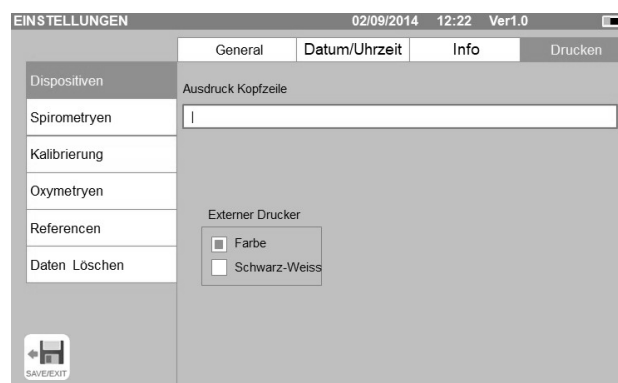 EINSTELLUNGEN 02/09/2014 12:22 Ver1.0
General Datum/Uhrzeit Info Drucken
Dispositiven
Ausdruck Kopfzeile
Spirometryen
Kalibrierung
Oxymetryen
Referencen
Externer Drucker
Farbe
Daten Löschen
Schwarz-Weiss
SAVE/EXIT